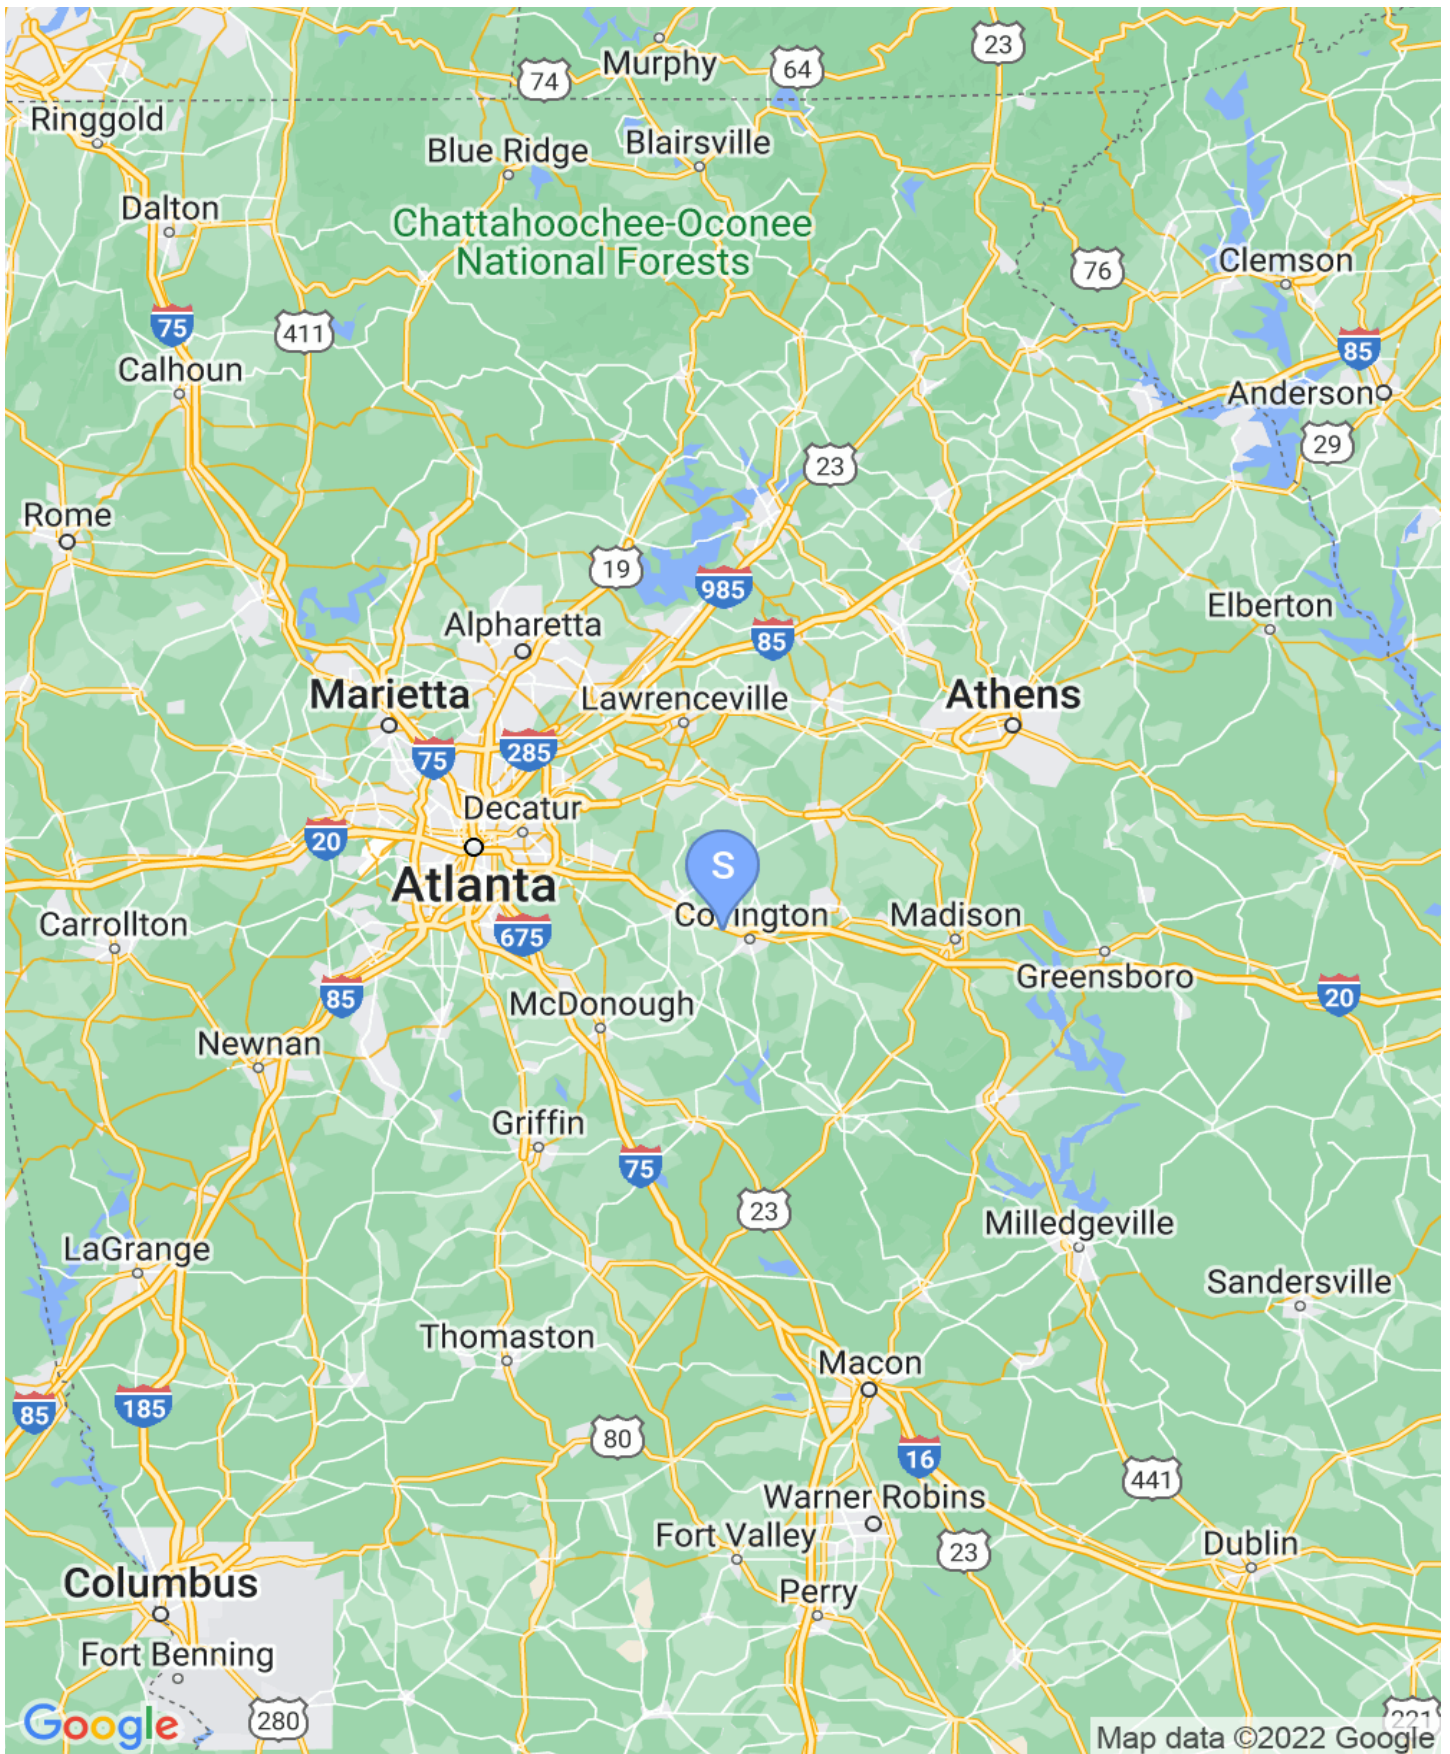 23
Murphy
64
74
Ringgold
Blairsville
Blue Ridge
Dalton
Chattahoochee-Oconee
National Forests
76
Clemson
75
411
85
Calhoun
Anderson
29
23
Rome
19
985
Elberton
Alpharetta
85
Marietta
Lawrenceville
Athens
75
285
Decatur
20
S
Atlanta
Carrollton
Covington
Madison
675
Greensboro
85
McDonough
20
Newnan
Griffin
75
23
Milledgeville
LaGrange
Sandersville
Thomaston
Macon
85
185
80
16
441
Warner Robins
Fort Valley
23
Dublin
Columbus
Perry
Fort Benning
Google
280
221
Map data ©2022 Google